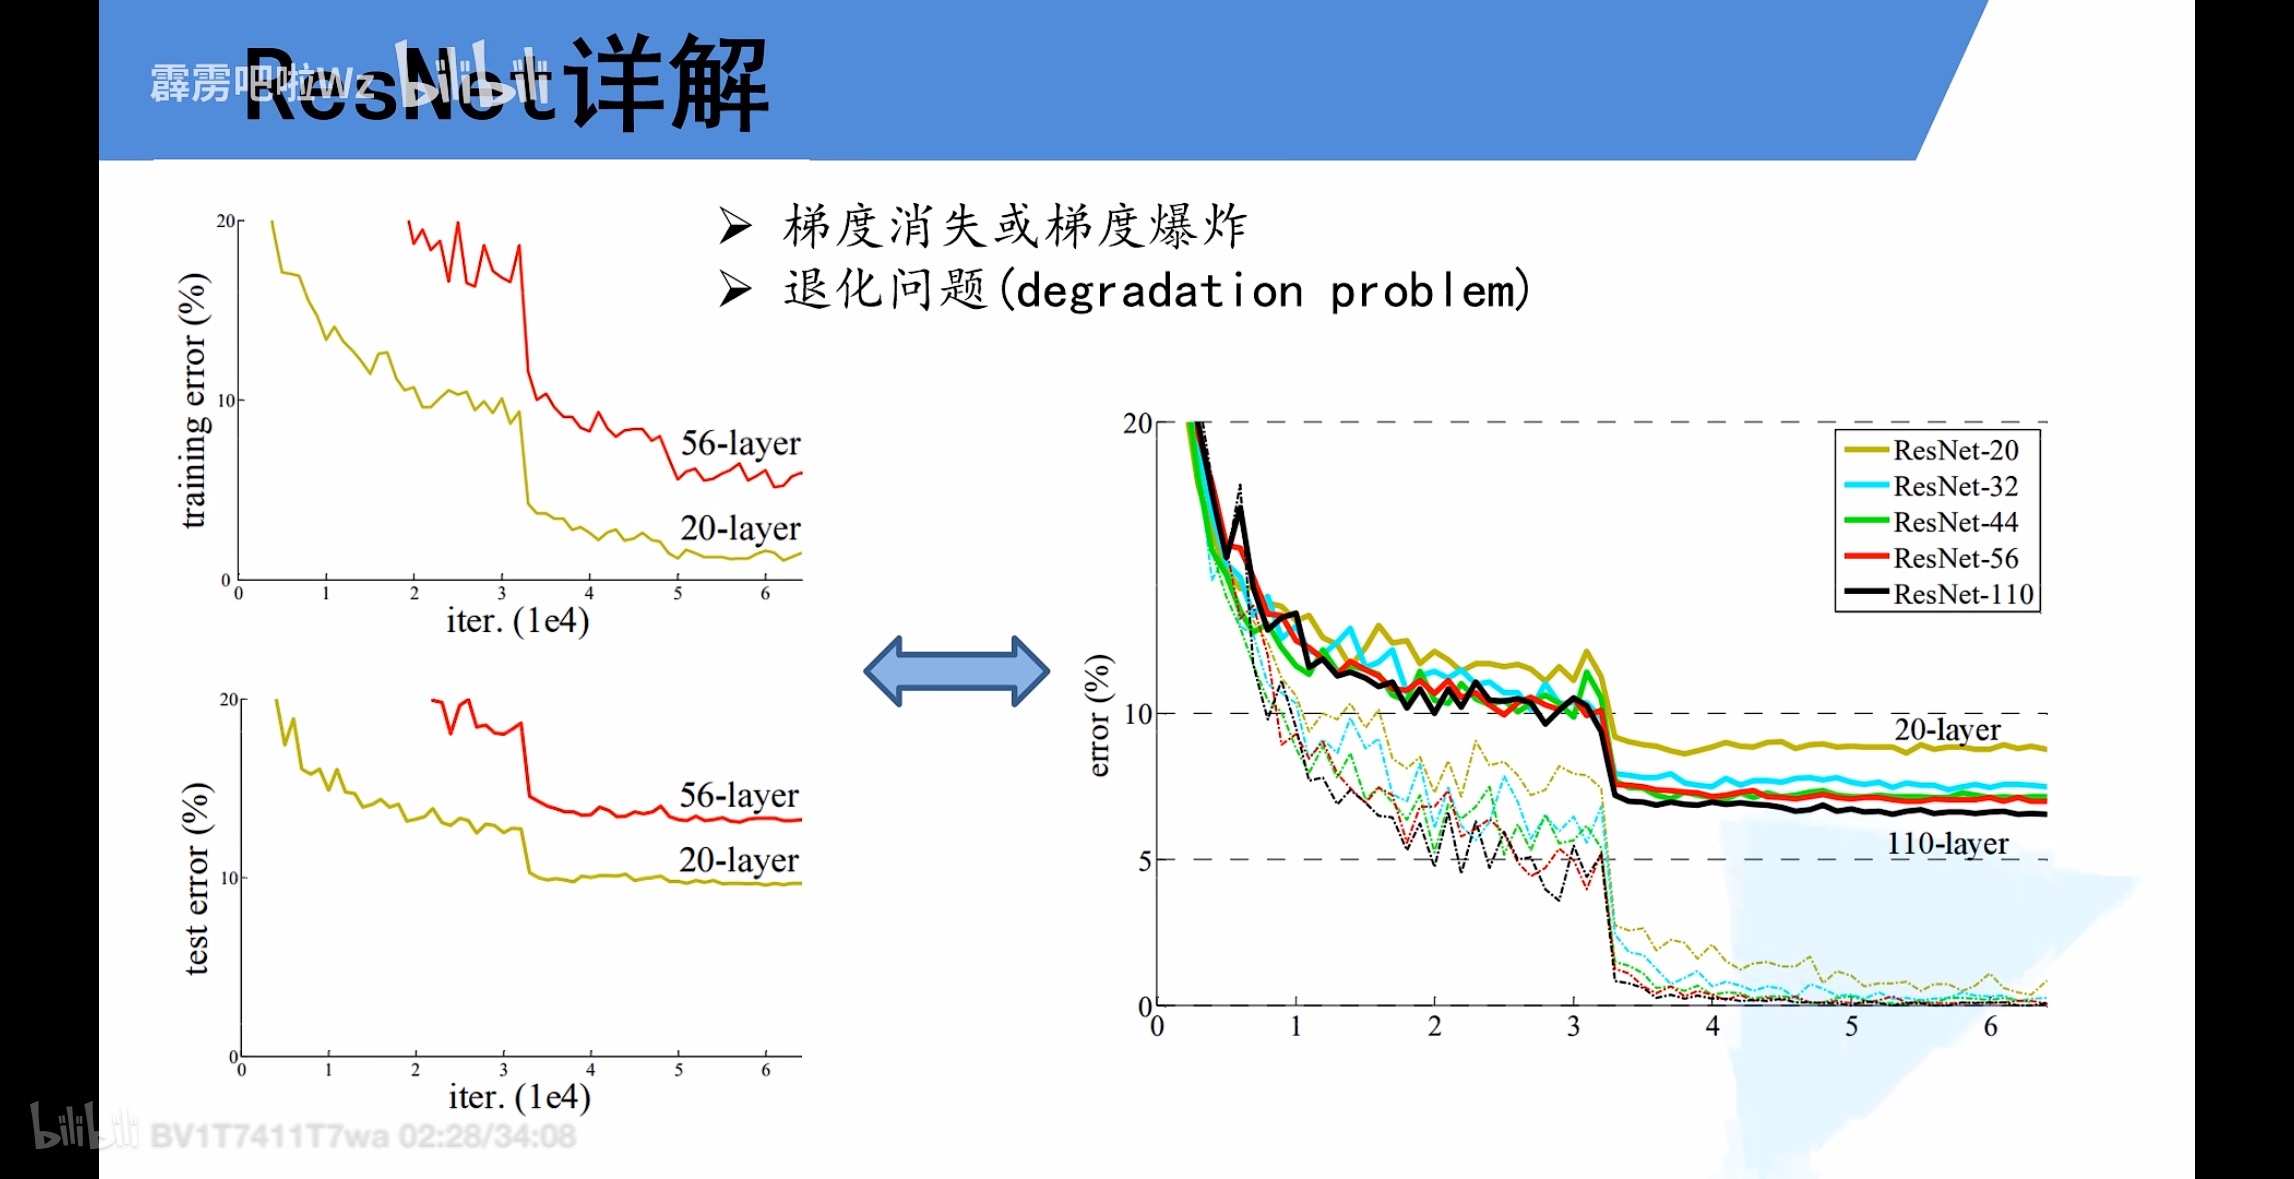 ResNet详解
霹雳吧啦Wz bilibili
➢ 梯度消失或梯度爆炸
➢ 退化问题(degradation problem)
training error (%)
20
10
0
56-layer
20-layer
0 1 2 3 4 5 6
iter. (1e4)
test error (%)
20
10
0
56-layer
20-layer
0 1 2 3 4 5 6
iter. (1e4)
error (%)
20
10
5
0
ResNet-20
ResNet-32
ResNet-44
ResNet-56
ResNet-110
20-layer
110-layer
0 1 2 3 4 5 6
bilibili BV1T7411T7wa 02:28/34:08